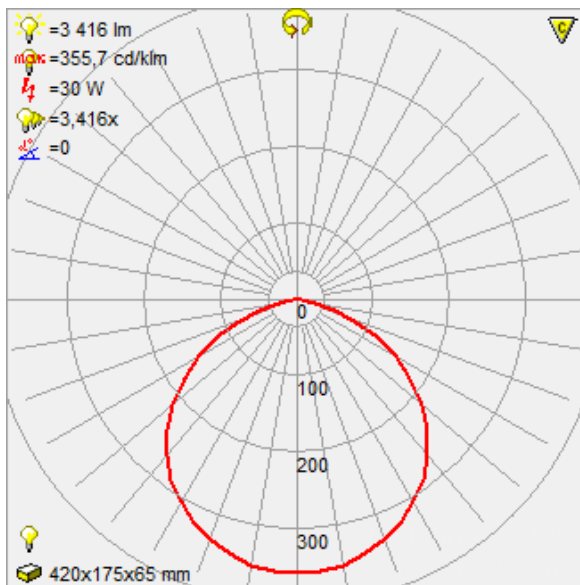 =3 416 lm
max =355,7 cd/klm
=30 W
=3,416x
=0
C
0
100
200
300
420x175x65 mm